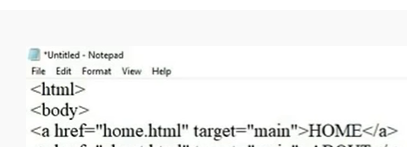 *Untitled - Notepad
File Edit Format View Help
<html>
<body>
<a href="home.html" target="main">HOME</a>